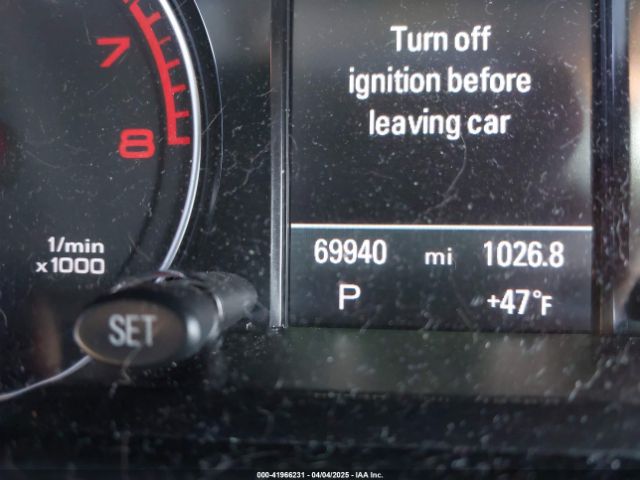 7
8
1/min
x1000
SET
Turn off
ignition before
leaving car
69940 mi 1026.8
P +47°F
000-41966231 - 04/04/2025 - IAA Inc.